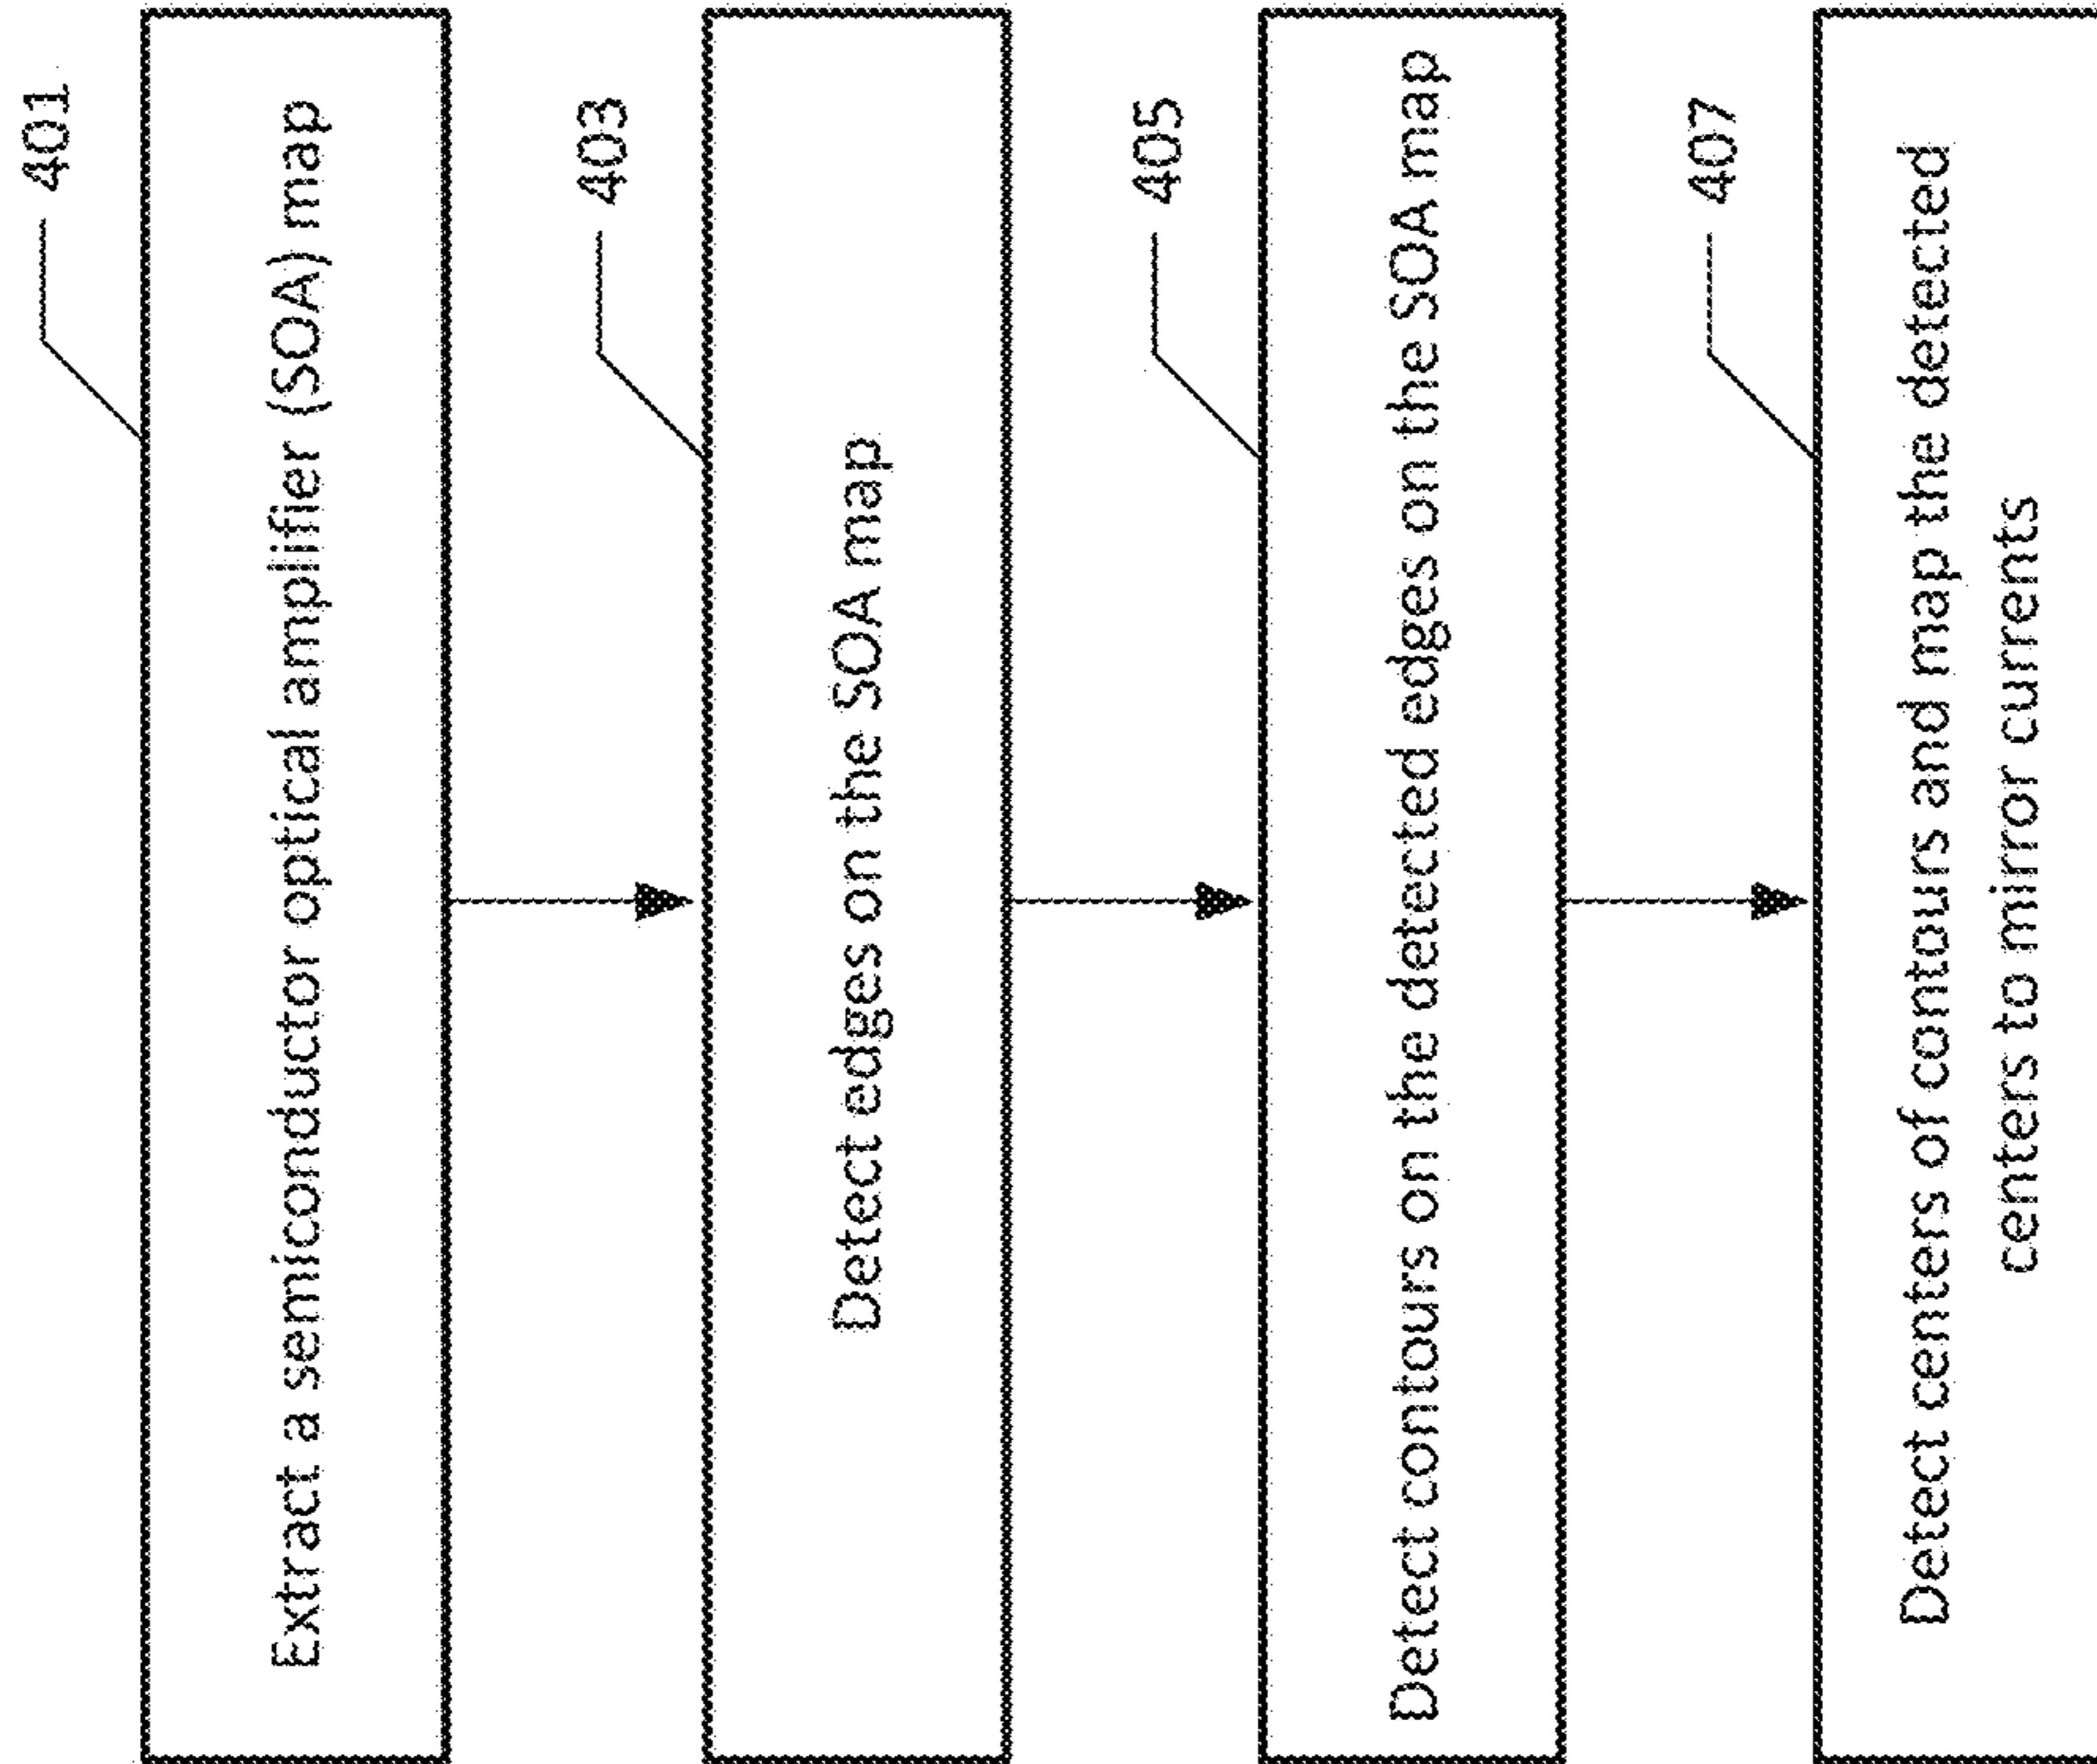 401
Extract a semiconductor optical amplifier (SOA) map
403
Detect edges on the SOA map
405
Detect contours on the detected edges on the SOA map
407
Detect centers of contours and map the detected
centers to mirror currents